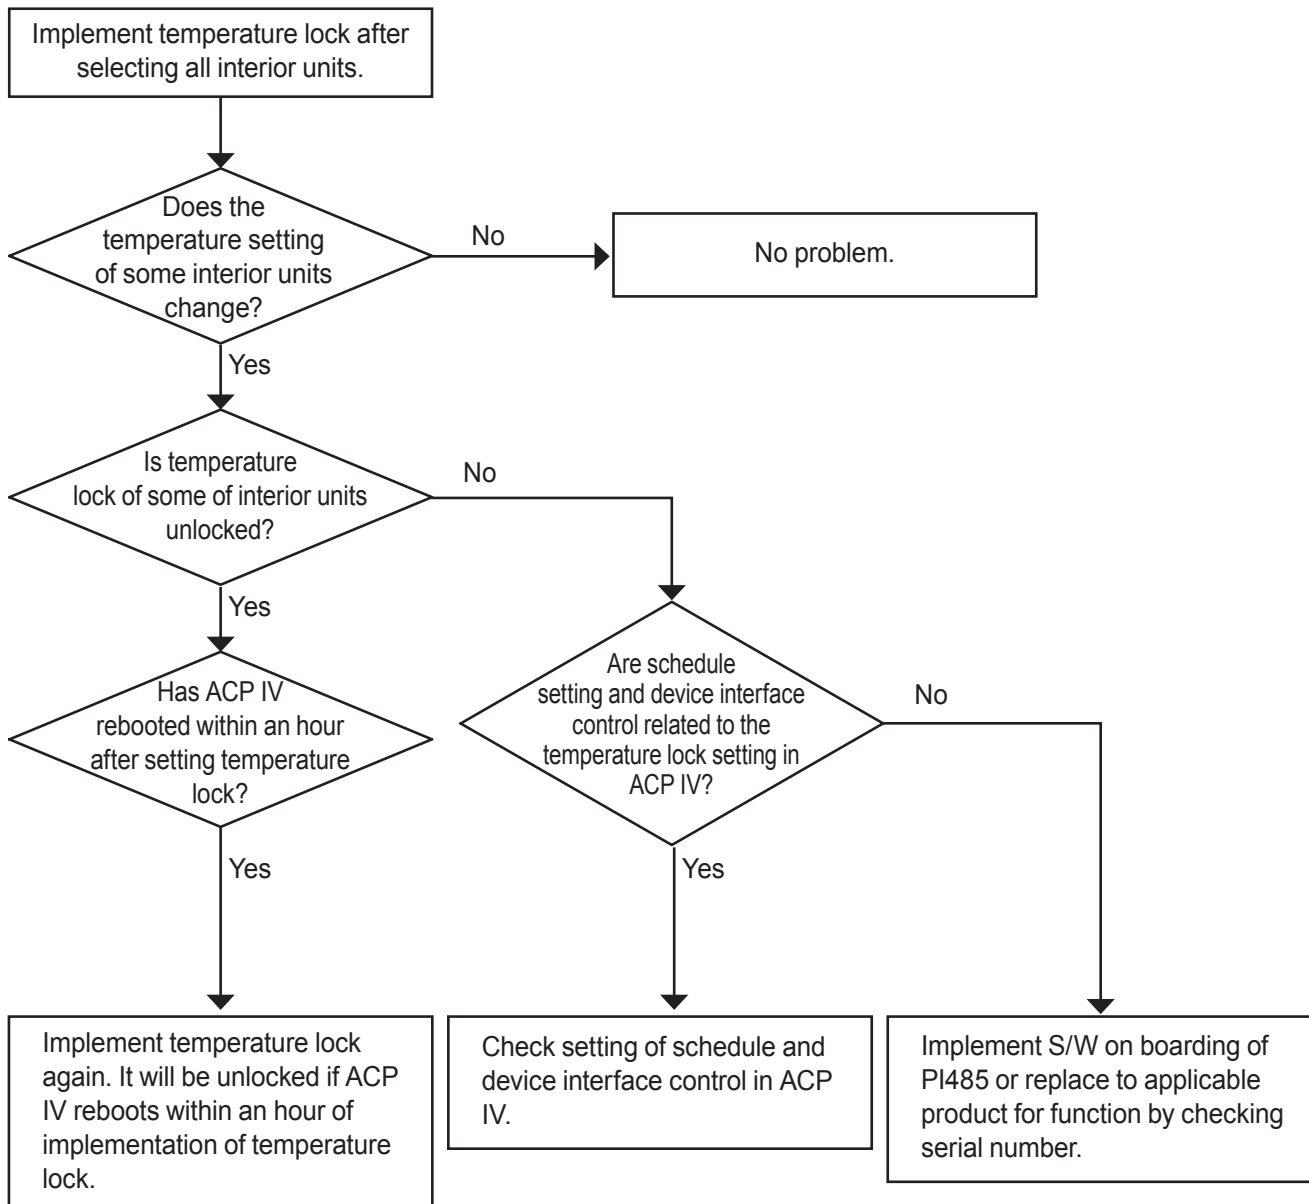 Implement temperature lock after
selecting all interior units.
Does the
temperature setting
of some interior units
change?
No
No problem.
Yes
Is temperature
lock of some of interior units
unlocked?
No
Yes
Has ACP IV
rebooted within an hour
after setting temperature
lock?
Are schedule
setting and device interface
control related to the
temperature lock setting in
ACP IV?
No
Yes
Yes
Implement temperature lock
again. It will be unlocked if ACP
IV reboots within an hour of
implementation of temperature
lock.
Check setting of schedule and
device interface control in ACP
IV.
Implement S/W on boarding of
PI485 or replace to applicable
product for function by checking
serial number.